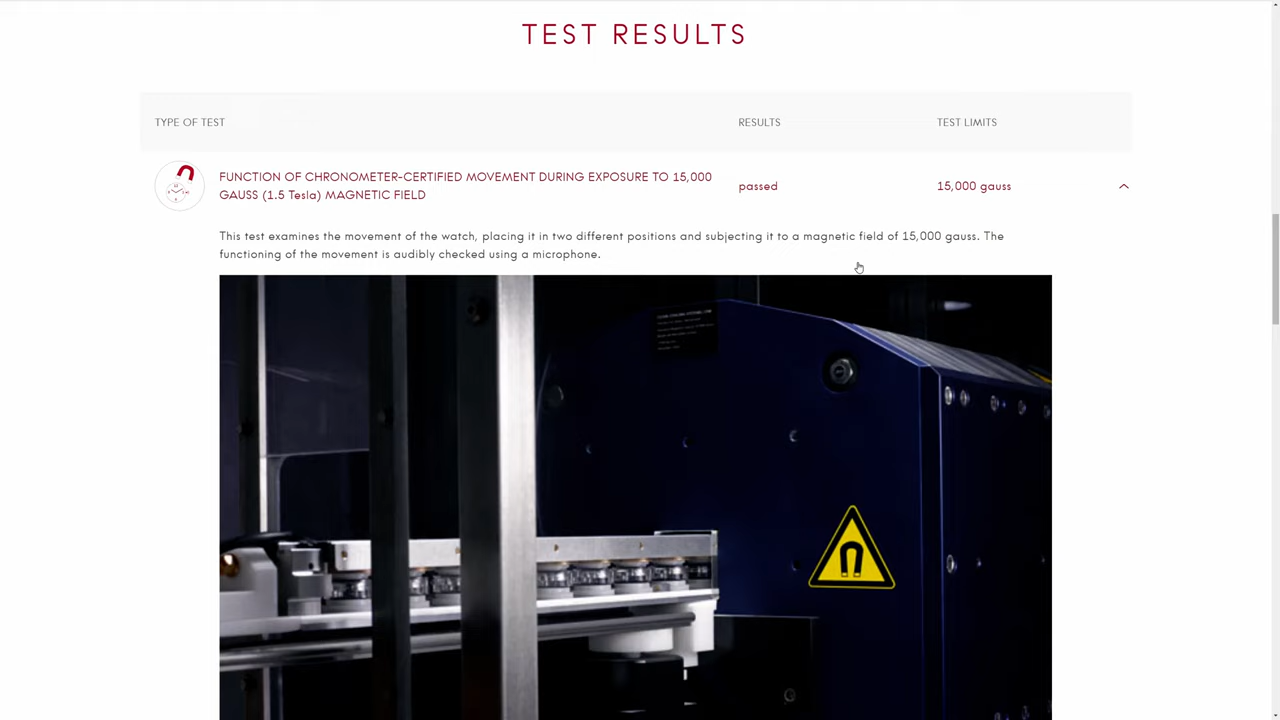 TEST RESULTS
TYPE OF TEST RESULTS TEST LIMITS
FUNCTION OF CHRONOMETER-CERTIFIED MOVEMENT DURING EXPOSURE TO 15,000
GAUSS (1.5 Tesla) MAGNETIC FIELD
passed
15,000 gauss
This test examines the movement of the watch, placing it in two different positions and subjecting it to a magnetic field of 15,000 gauss. The
functioning of the movement is audibly checked using a microphone.